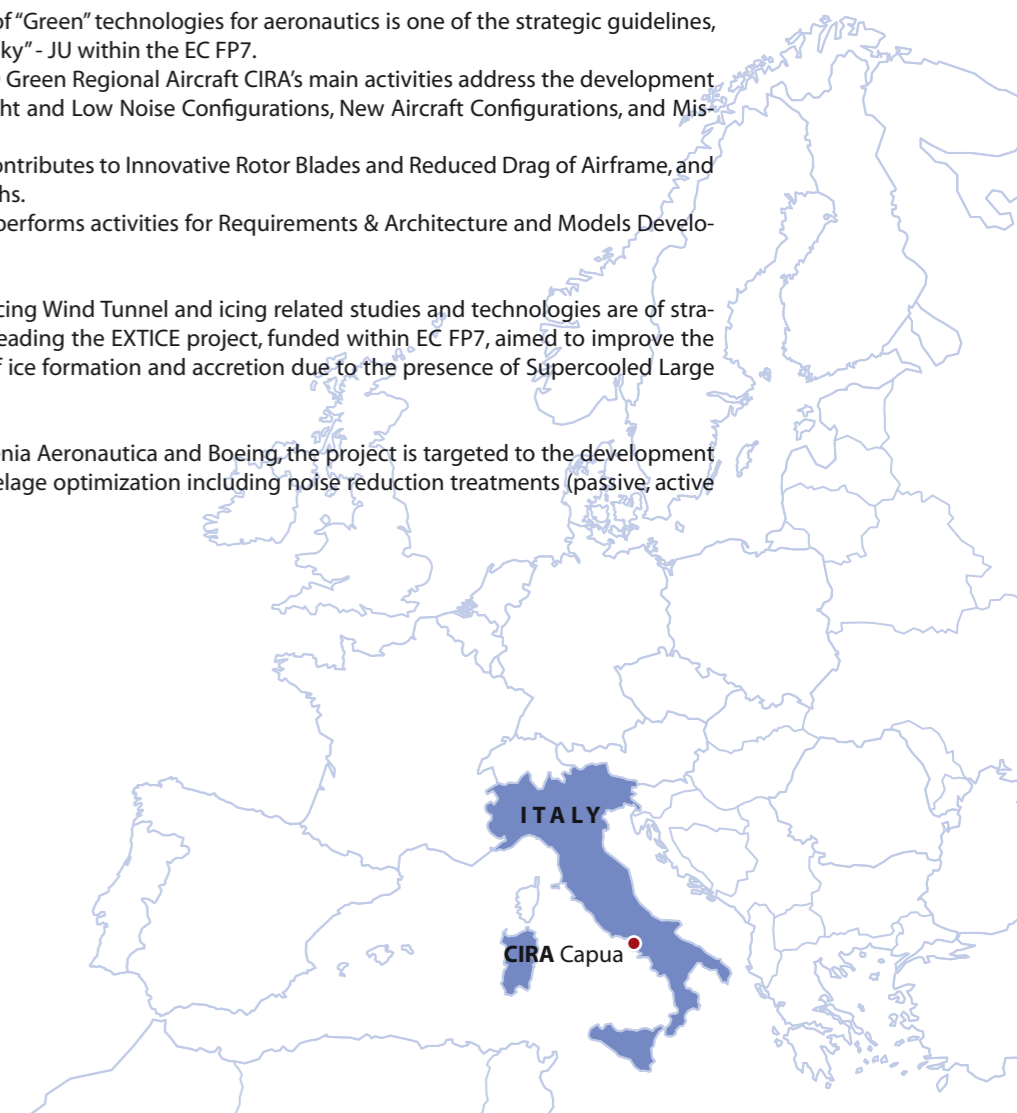 of “Green” technologies for aeronautics is one of the strategic guidelines,
ky” - JU within the EC FP7.
Green Regional Aircraft CIRA’s main activities address the development
ht and Low Noise Configurations, New Aircraft Configurations, and Mis-
ontributes to Innovative Rotor Blades and Reduced Drag of Airframe, and
hs.
performs activities for Requirements & Architecture and Models Develo-
cing Wind Tunnel and icing related studies and technologies are of stra-
eading the EXTICE project, funded within EC FP7, aimed to improve the
f ice formation and accretion due to the presence of Supercooled Large
nia Aeronautica and Boeing, the project is targeted to the development
elage optimization including noise reduction treatments (passive, active
ITALY
CIRA Capua